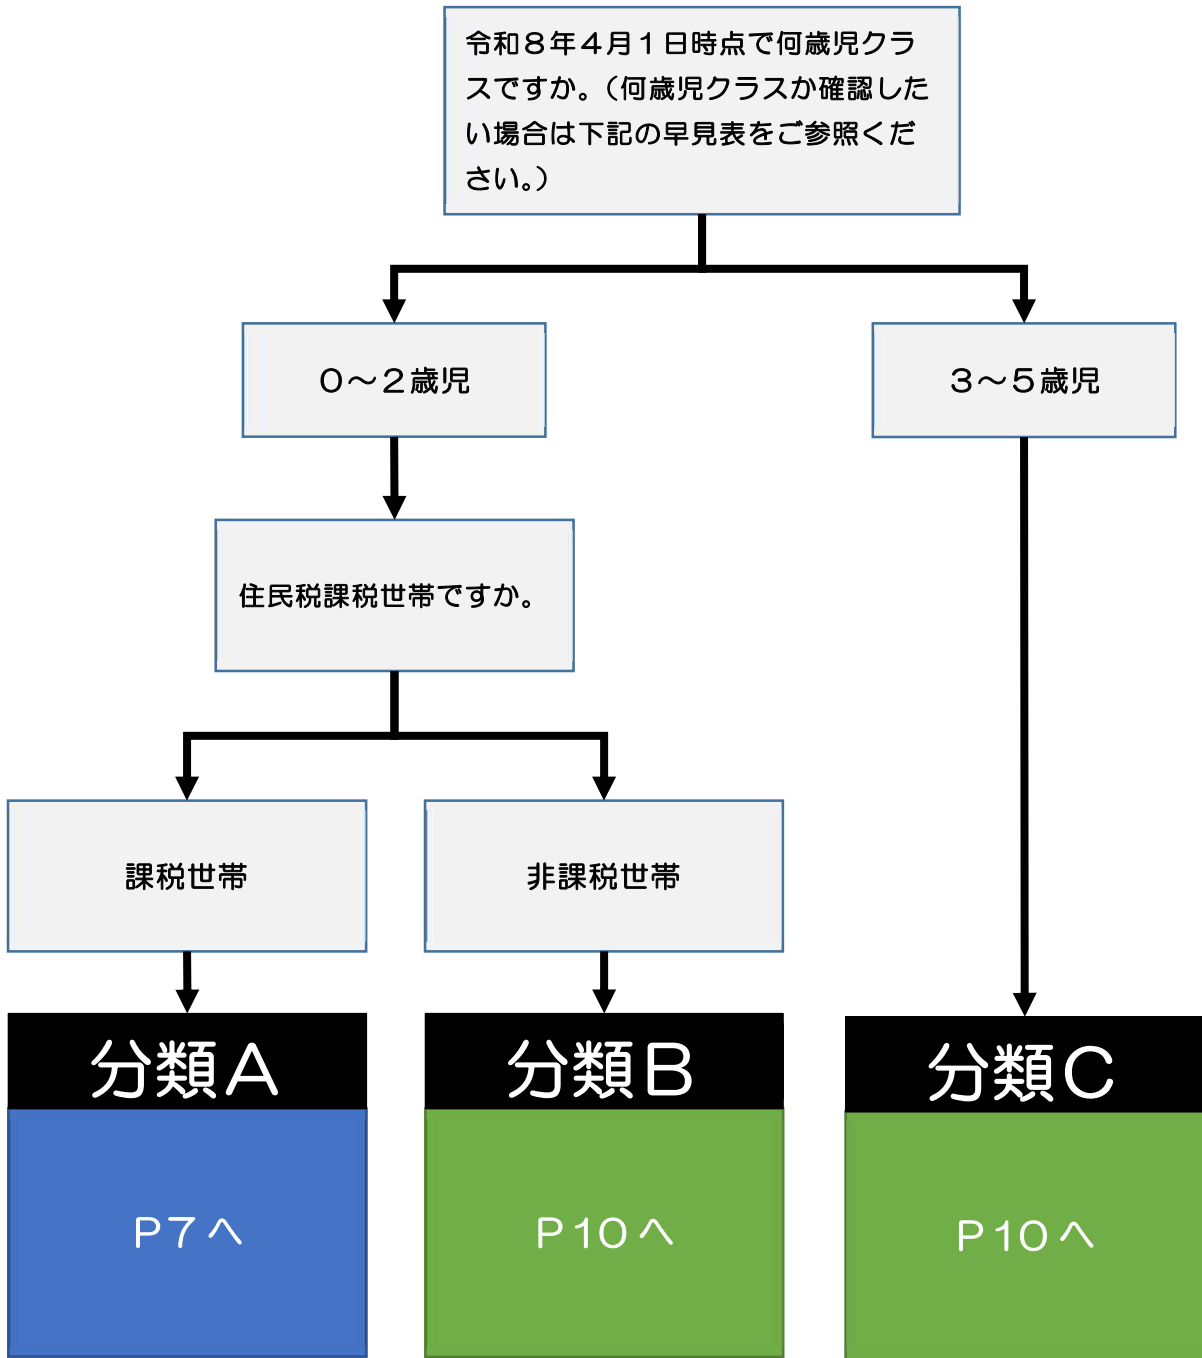 令和８年４月１日時点で何歳児クラ
スですか。（何歳児クラスか確認した
い場合は下記の早見表をご参照くだ
さい。）
０～２歳児
３～５歳児
住民税課税世帯ですか。
課税世帯
非課税世帯
分類Ａ
分類Ｂ
分類Ｃ
Ｐ７へ
Ｐ１０へ
Ｐ１０へ